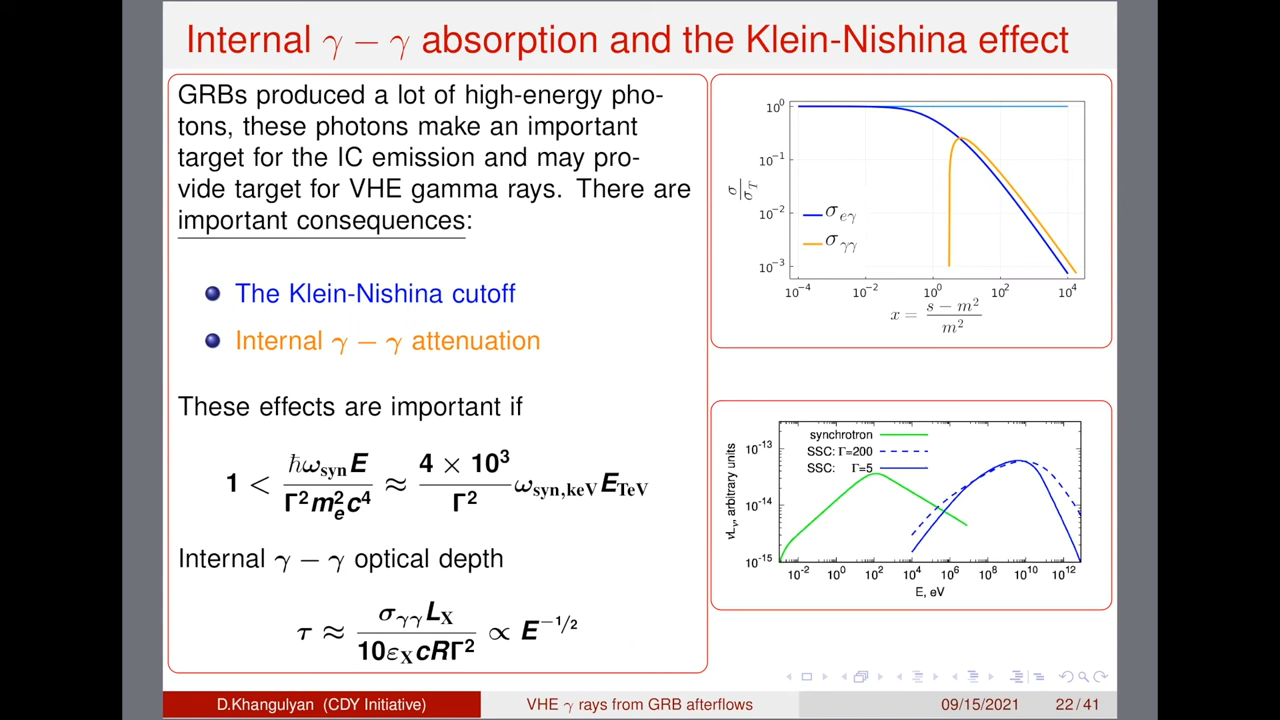 Internal γ − γ absorption and the Klein-Nishina effect
GRBs produced a lot of high-energy pho-
tons, these photons make an important
target for the IC emission and may pro-
vide target for VHE gamma rays. There are
important consequences:
The Klein-Nishina cutoff
Internal γ − γ attenuation
These effects are important if
1 < ħω_syn E / Γ² m_e² c⁴ ≈ 4 × 10³ / Γ² ω_syn,keV E_TeV
Internal γ − γ optical depth
τ ≈ σ_γγ L_X / 10ε_X cRΓ² ∝ E^−1/2
10⁰
10⁻¹
10⁻²
10⁻³
σ / σ_T
σ_eγ
σ_γγ
10⁻⁴ 10⁻² 10⁰ 10² 10⁴
x = s − m² / m²
synchrotron
SSC: Γ=200
SSC: Γ=5
10⁻¹³
10⁻¹⁴
10⁻¹⁵
νL_ν, arbitrary units
10⁻² 10⁰ 10² 10⁴ 10⁶ 10⁸ 10¹⁰ 10¹²
E, eV
D.Khangulyan (CDY Initiative) VHE γ rays from GRB afterflows 09/15/2021 22 / 41